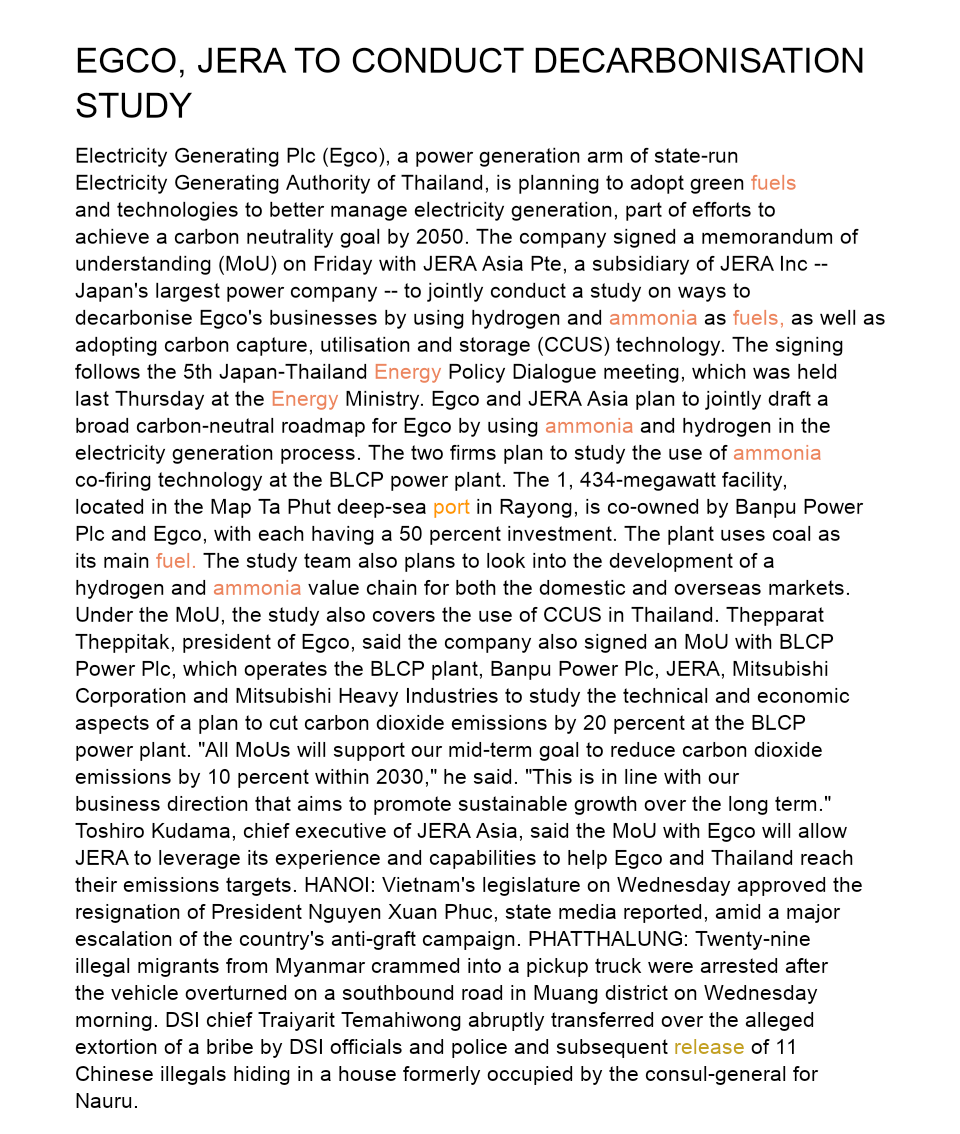 EGCO, JERA TO CONDUCT DECARBONISATION
STUDY
Electricity Generating Plc (Egco), a power generation arm of state-run
Electricity Generating Authority of Thailand, is planning to adopt green fuels
and technologies to better manage electricity generation, part of efforts to
achieve a carbon neutrality goal by 2050. The company signed a memorandum of
understanding (MoU) on Friday with JERA Asia Pte, a subsidiary of JERA Inc --
Japan's largest power company -- to jointly conduct a study on ways to
decarbonise Egco's businesses by using hydrogen and ammonia as fuels, as well as
adopting carbon capture, utilisation and storage (CCUS) technology. The signing
follows the 5th Japan-Thailand Energy Policy Dialogue meeting, which was held
last Thursday at the Energy Ministry. Egco and JERA Asia plan to jointly draft a
broad carbon-neutral roadmap for Egco by using ammonia and hydrogen in the
electricity generation process. The two firms plan to study the use of ammonia
co-firing technology at the BLCP power plant. The 1, 434-megawatt facility,
located in the Map Ta Phut deep-sea port in Rayong, is co-owned by Banpu Power
Plc and Egco, with each having a 50 percent investment. The plant uses coal as
its main fuel. The study team also plans to look into the development of a
hydrogen and ammonia value chain for both the domestic and overseas markets.
Under the MoU, the study also covers the use of CCUS in Thailand. Thepparat
Theppitak, president of Egco, said the company also signed an MoU with BLCP
Power Plc, which operates the BLCP plant, Banpu Power Plc, JERA, Mitsubishi
Corporation and Mitsubishi Heavy Industries to study the technical and economic
aspects of a plan to cut carbon dioxide emissions by 20 percent at the BLCP
power plant. "All MoUs will support our mid-term goal to reduce carbon dioxide
emissions by 10 percent within 2030," he said. "This is in line with our
business direction that aims to promote sustainable growth over the long term."
Toshiro Kudama, chief executive of JERA Asia, said the MoU with Egco will allow
JERA to leverage its experience and capabilities to help Egco and Thailand reach
their emissions targets. HANOI: Vietnam's legislature on Wednesday approved the
resignation of President Nguyen Xuan Phuc, state media reported, amid a major
escalation of the country's anti-graft campaign. PHATTHALUNG: Twenty-nine
illegal migrants from Myanmar crammed into a pickup truck were arrested after
the vehicle overturned on a southbound road in Muang district on Wednesday
morning. DSI chief Traiyarit Temahiwong abruptly transferred over the alleged
extortion of a bribe by DSI officials and police and subsequent release of 11
Chinese illegals hiding in a house formerly occupied by the consul-general for
Nauru.